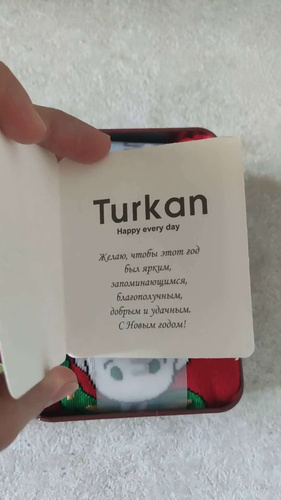 Turkan
Happy every day
Желаю, чтобы этот год
был ярким,
запоминающимся,
благополучным,
добрым и удачным.
С Новым годом!